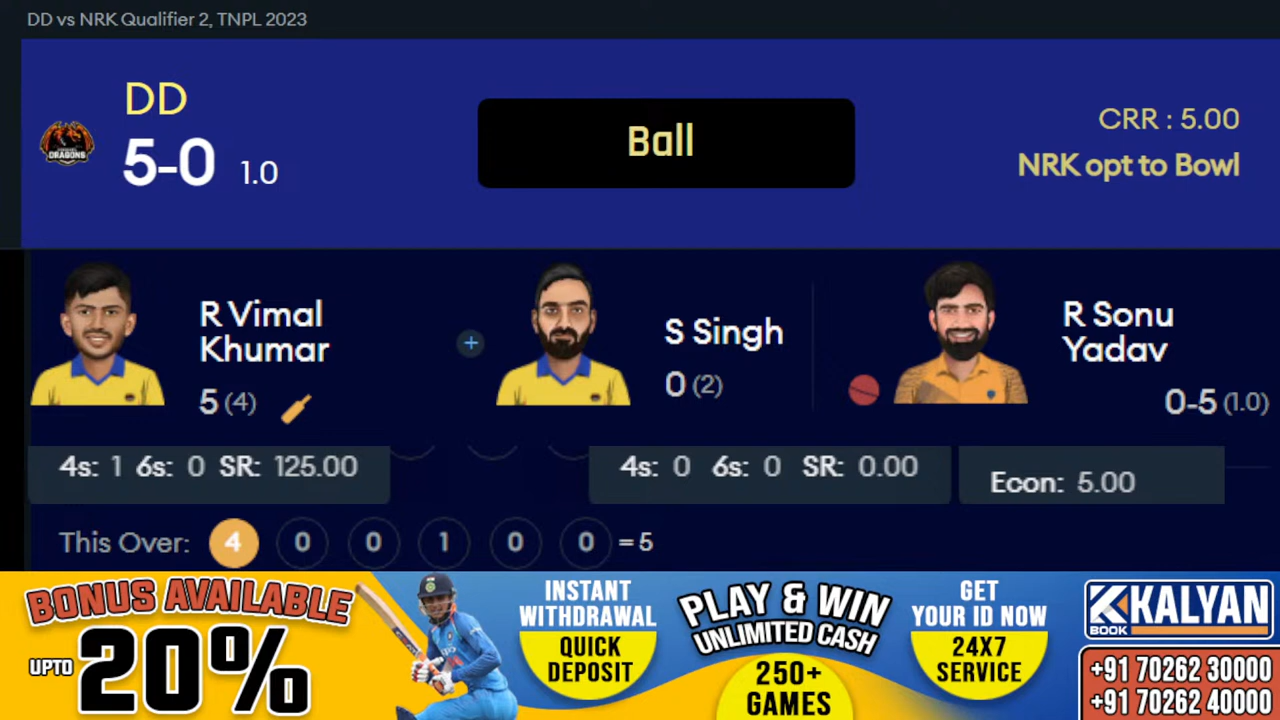 DD vs NRK Qualifier 2, TNPL 2023
DD
5-0 1.0
Ball
CRR : 5.00
NRK opt to Bowl
DRAGONS
R Vimal
Khumar
5 (4)
+
S Singh
0 (2)
R Sonu
Yadav
0-5 (1.0)
4s: 1 6s: 0 SR: 125.00
4s: 0 6s: 0 SR: 0.00
Econ: 5.00
This Over: 4 0 0 1 0 0 = 5
BONUS AVAILABLE
UPTO 20%
INSTANT
WITHDRAWAL
QUICK
DEPOSIT
PLAY & WIN
UNLIMITED CASH
250+
GAMES
GET
YOUR ID NOW
24X7
SERVICE
KALYAN
BOOK
+91 70262 30000
+91 70262 40000